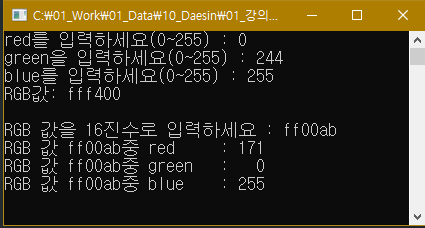 C:₩01_Work₩01_Data₩10_Daesin₩01_강의
red를 입력하세요(0~255) : 0
green을 입력하세요(0~255) : 244
blue를 입력하세요(0~255) : 255
RGB값: fff400
RGB 값을 16진수로 입력하세요 : ff00ab
RGB 값 ff00ab중 red : 171
RGB 값 ff00ab중 green : 0
RGB 값 ff00ab중 blue : 255